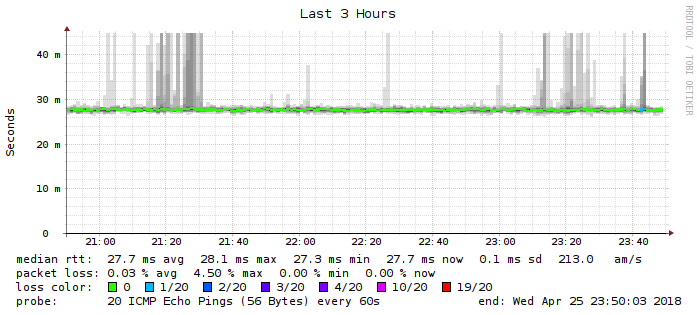 Last 3 Hours
RRDTOOL / TOBI OETIKER
Seconds
40 m
30 m
20 m
10 m
0
21:00 21:20 21:40 22:00 22:20 22:40 23:00 23:20 23:40
median rtt: 27.7 ms avg 28.1 ms max 27.3 ms min 27.7 ms now 0.1 ms sd 213.0 am/s
packet loss: 0.03 % avg 4.50 % max 0.00 % min 0.00 % now
loss color: 0 1/20 2/20 3/20 4/20 10/20 19/20
probe: 20 ICMP Echo Pings (56 Bytes) every 60s end: Wed Apr 25 23:50:03 2018